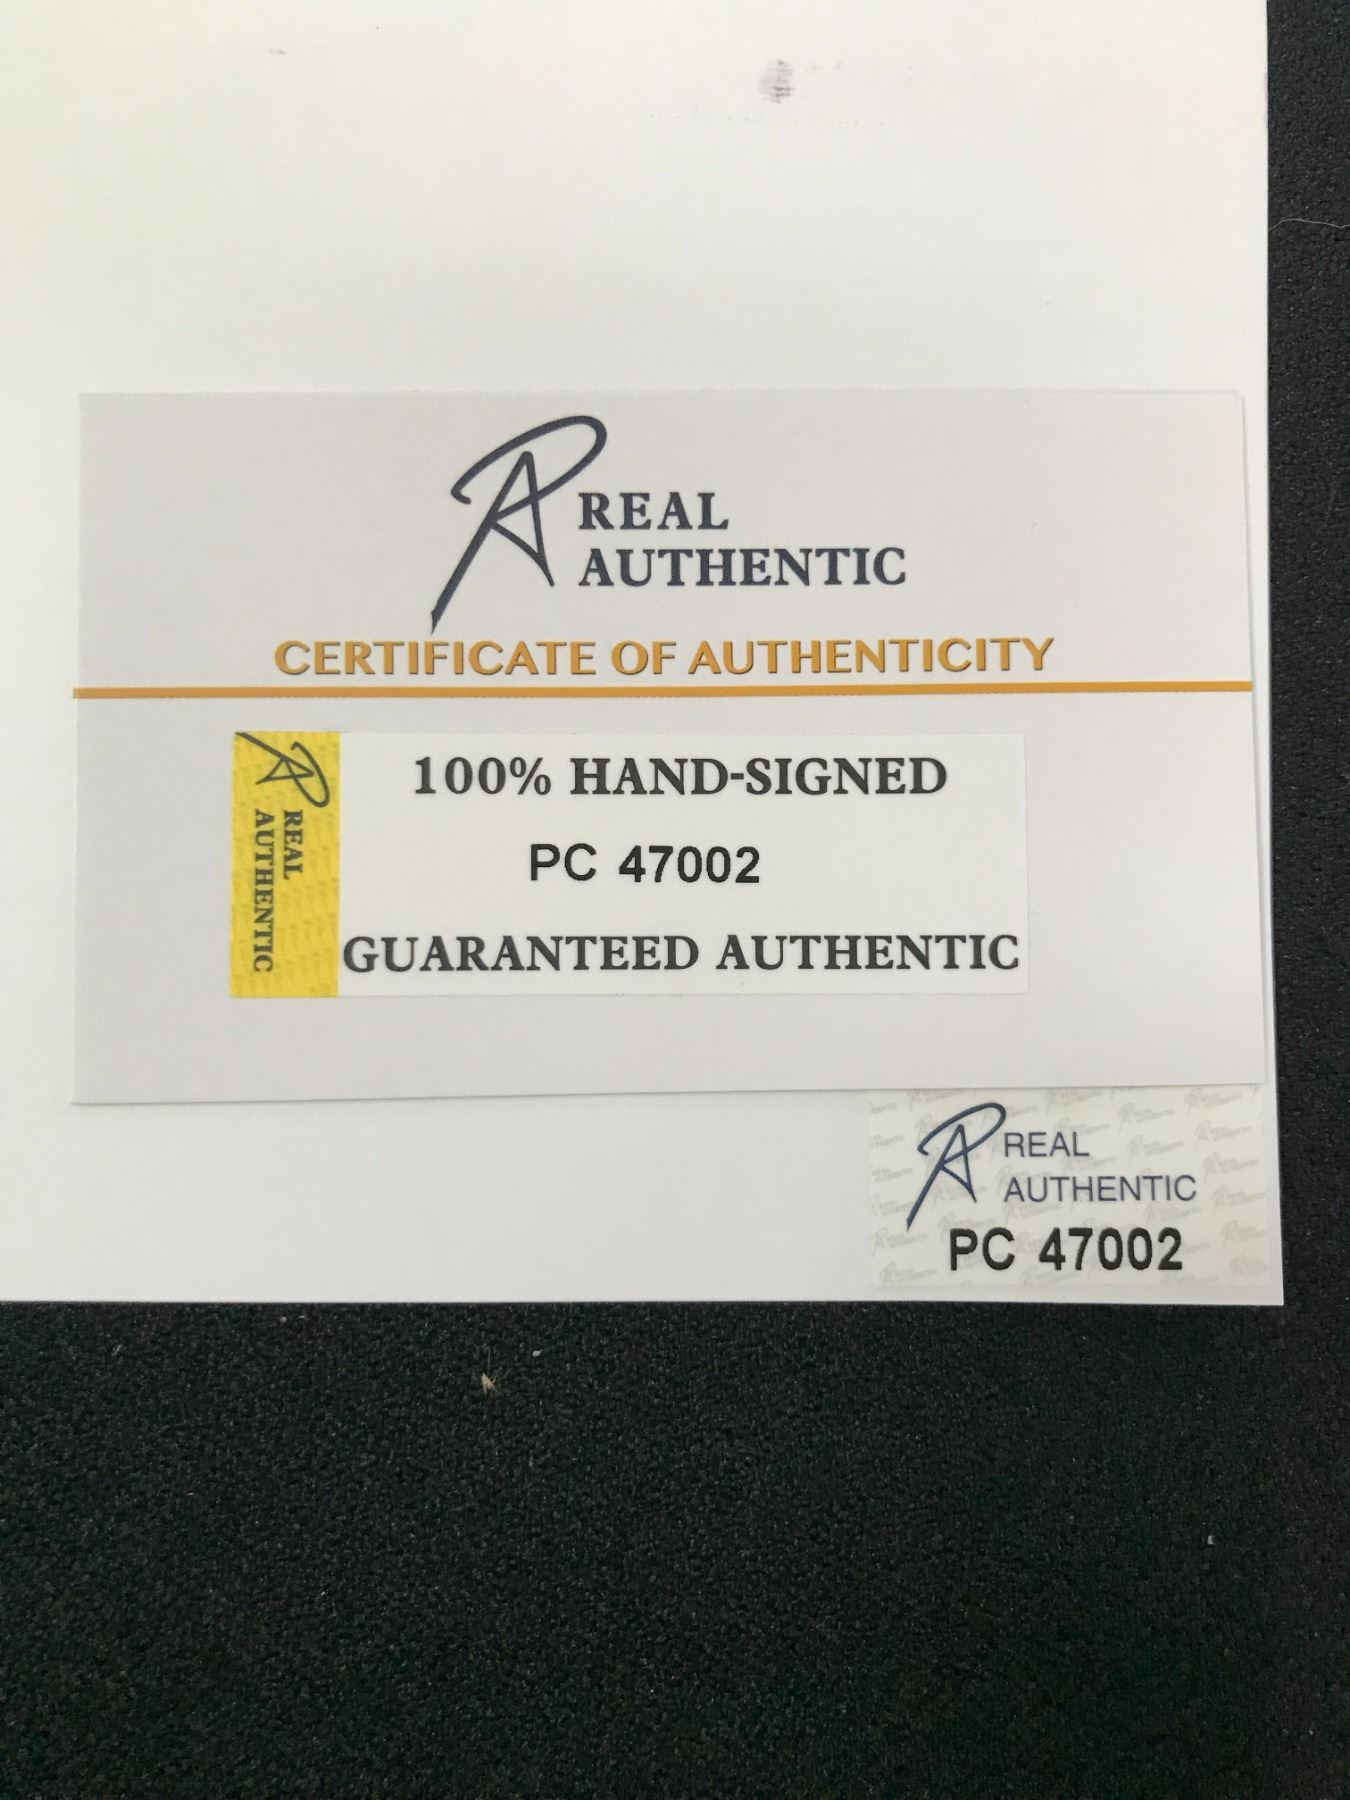 REAL
AUTHENTIC
CERTIFICATE OF AUTHENTICITY
REAL
AUTHENTIC
100% HAND-SIGNED
PC 47002
GUARANTEED AUTHENTIC
REAL
AUTHENTIC
PC 47002